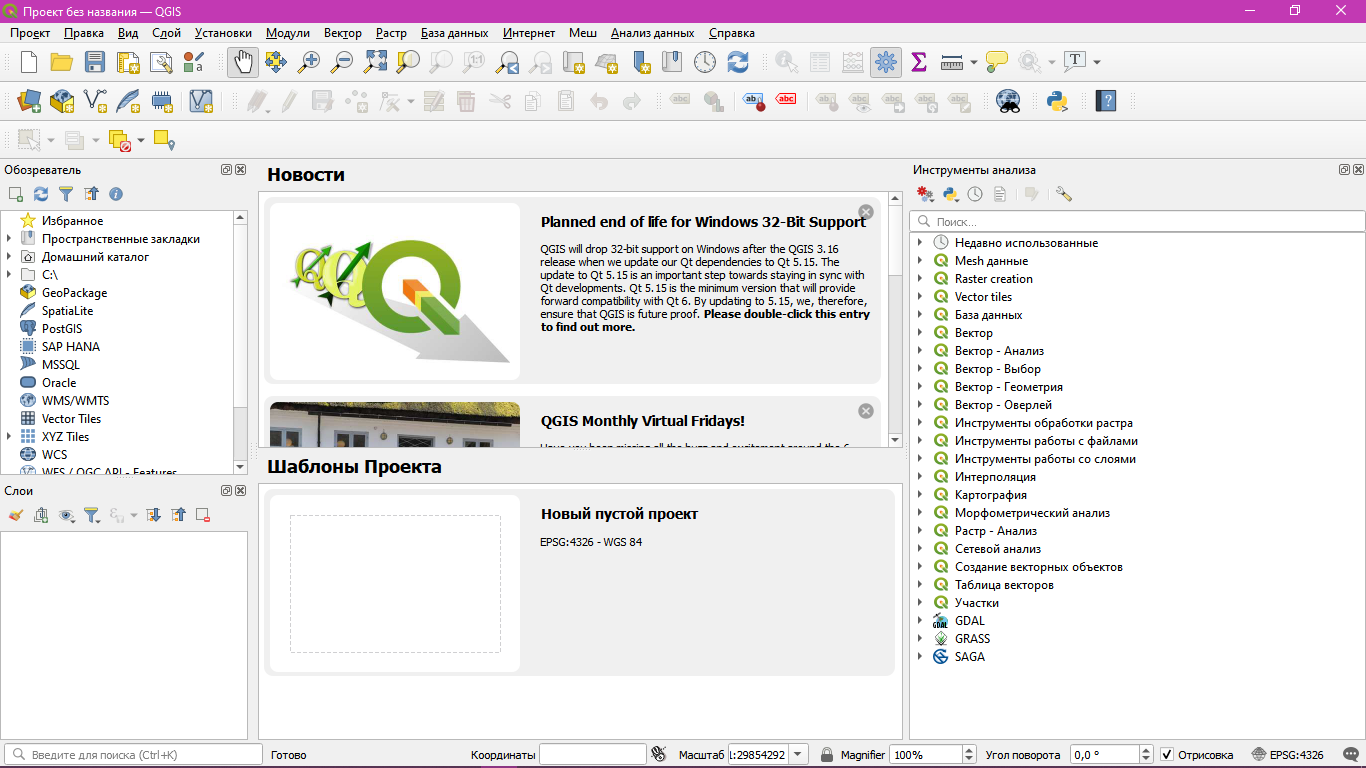 Проект без названия — QGIS
Проект Правка Вид Слой Установки Модули Вектор Растр База данных Интернет Меш Анализ данных Справка
Обозреватель
Избранное
Пространственные закладки
Домашний каталог
C:\
GeoPackage
SpatiaLite
PostGIS
SAP HANA
MSSQL
Oracle
WMS/WMTS
Vector Tiles
XYZ Tiles
WCS
WFS / OGC API - Features
Слои
Новости
Planned end of life for Windows 32-Bit Support
QGIS will drop 32-bit support on Windows after the QGIS 3.16
release when we update our Qt dependencies to Qt 5.15. The
update to Qt 5.15 is an important step towards staying in sync with
Qt developments. Qt 5.15 is the minimum version that will provide
forward compatibility with Qt 6. By updating to 5.15, we, therefore,
ensure that QGIS is future proof. Please double-click this entry
to find out more.
QGIS Monthly Virtual Fridays!
Шаблоны Проекта
Новый пустой проект
EPSG:4326 - WGS 84
Инструменты анализа
Поиск...
Недавно использованные
Mesh данные
Raster creation
Vector tiles
База данных
Вектор
Вектор - Анализ
Вектор - Выбор
Вектор - Геометрия
Вектор - Оверлей
Инструменты обработки растра
Инструменты работы с файлами
Инструменты работы со слоями
Интерполяция
Картография
Морфометрический анализ
Растр - Анализ
Сетевой анализ
Создание векторных объектов
Таблица векторов
Участки
GDAL
GRASS
SAGA
Введите для поиска (Ctrl+K) Готово Координаты Масштаб 1:29854292 Magnifier 100% Угол поворота 0,0 ° Отрисовка EPSG:4326